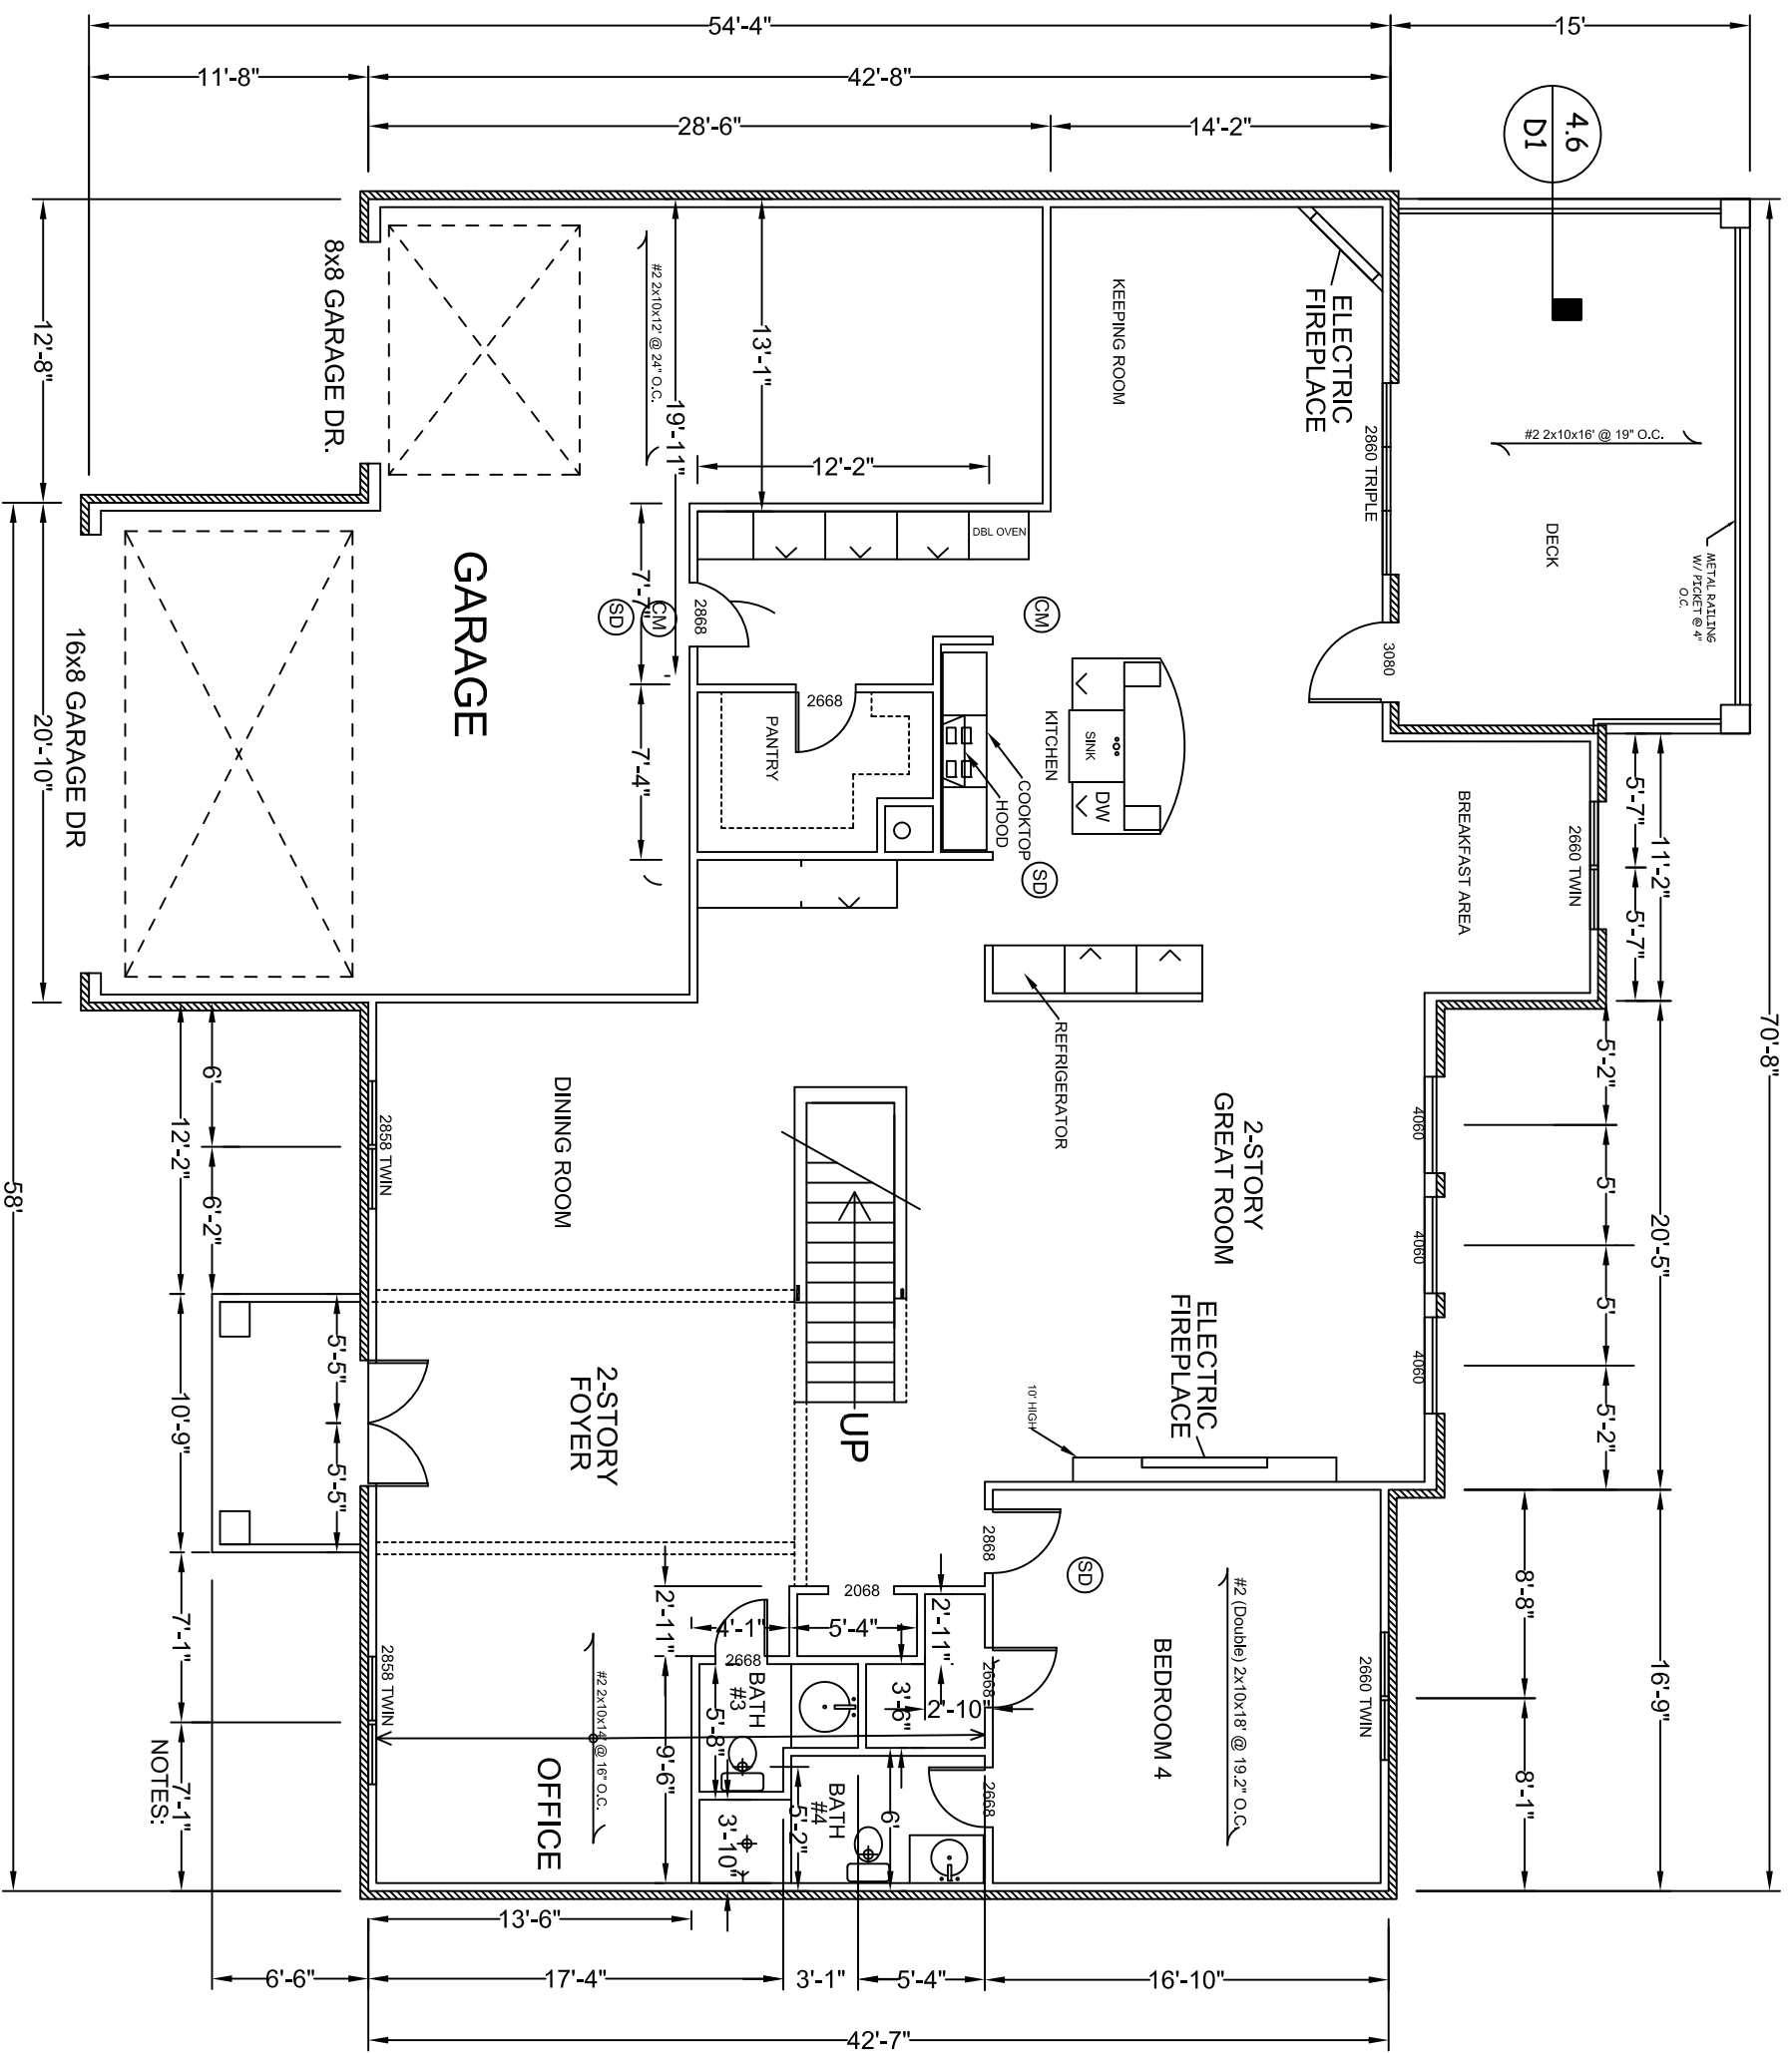 54'-4"
15'
11'-8"
42'-8"
28'-6"
14'-2"
4.6
D1
70'-8"
12'-8"
8x8 GARAGE DR.
#2 2x10x12' @ 24" O.C.
13'-1"
19'-11"
12'-2"
KEEPING ROOM
ELECTRIC
FIREPLACE
2860 TRIPLE
#2 2x10x16' @ 19" O.C.
DECK
METAL RAILING
W/ PICKET @ 4"
O.C.
3080
DBL OVEN
GARAGE
16x8 GARAGE DR
20'-10"
58'
7'-7"
CM
SD
2868
7'-4"
2668
PANTRY
CM
KITCHEN
SINK
DW
COOKTOP
HOOD
SD
BREAKFAST AREA
2660 TWIN
5'-7"
5'-7"
11'-2"
REFRIGERATOR
2-STORY
GREAT ROOM
4060
4060
4060
5'-2"
5'
5'
5'-2"
20'-5"
ELECTRIC
FIREPLACE
10' HIGH
DINING ROOM
2858 TWIN
6'
6'-2"
12'-2"
UP
2-STORY
FOYER
5'-5"
5'-5"
10'-9"
2868
SD
#2 (Double) 2x10x18' @ 19.2" O.C.
BEDROOM 4
2660 TWIN
8'-8"
8'-1"
16'-9"
2068
2'-11"
4'-1"
5'-4"
2'-11"
2668
BATH
#3
5'-8"
9'-6"
3'-6"
2'-10"
2668
3'-10"
BATH
#4
5'-2"
6'
2668
#2 2x10x14' @ 16" O.C.
OFFICE
2858 TWIN
7'-1"
7'-1"
NOTES:
13'-6"
6'-6"
17'-4"
3'-1"
5'-4"
16'-10"
42'-7"